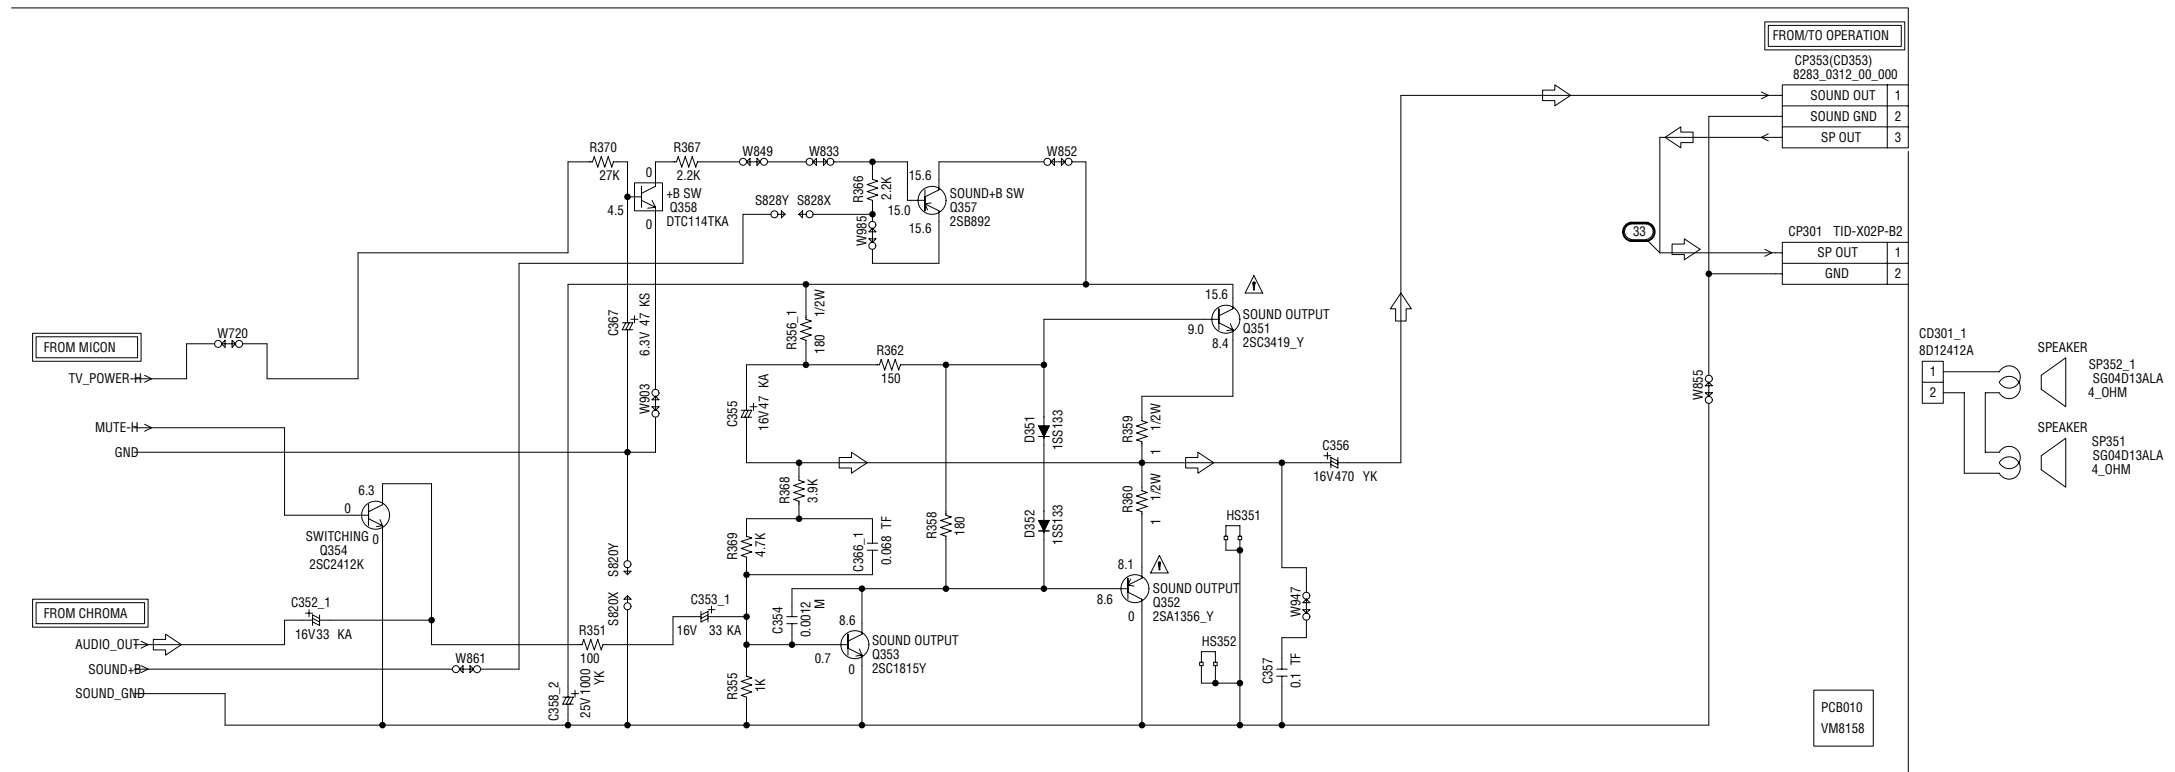 FROM/TO OPERATION
CP353(CD353)
8283_0312_00_000
SOUND OUT 1
SOUND GND 2
SP OUT 3
R370
27K
R367
2.2K
W849
W833
W852
0
+B SW
Q358
DTC114TKA
4.5
0
R366
2.2K
S828Y
S828X
W985
15.6
15.0
15.6
SOUND+B SW
Q357
2SB892
33
CP301 TID-X02P-B2
SP OUT 1
GND 2
C367
6.3V 47 KS
R356_1
180
1/2W
15.6
SOUND OUTPUT
Q351
2SC3419_Y
9.0
8.4
FROM MICON
W720
TV_POWER-H
R362
150
W903
C355
16V47 KA
MUTE-H
GND
D351
1SS133
R359
1
1/2W
C356
16V470 YK
W855
CD301_1
8D12412A
1
2
SPEAKER
SP352_1
SG04D13ALA
4_OHM
SPEAKER
SP351
SG04D13ALA
4_OHM
R368
3.9K
6.3
0
SWITCHING
0
Q354
2SC2412K
R369
4.7K
C366_1
0.068 TF
R358
180
D352
1SS133
R360
1
1/2W
HS351
S820Y
S820X
8.1
SOUND OUTPUT
Q352
2SA1356_Y
8.6
0
W947
FROM CHROMA
C352_1
16V33 KA
AUDIO_OUT
SOUND+B
SOUND_GND
W861
R351
100
C353_1
16V 33 KA
C354
0.0012 M
8.6
SOUND OUTPUT
Q353
2SC1815Y
0.7
0
HS352
C357
0.1 TF
C358_2
25V1000
YK
R355
1K
PCB010
VM8158